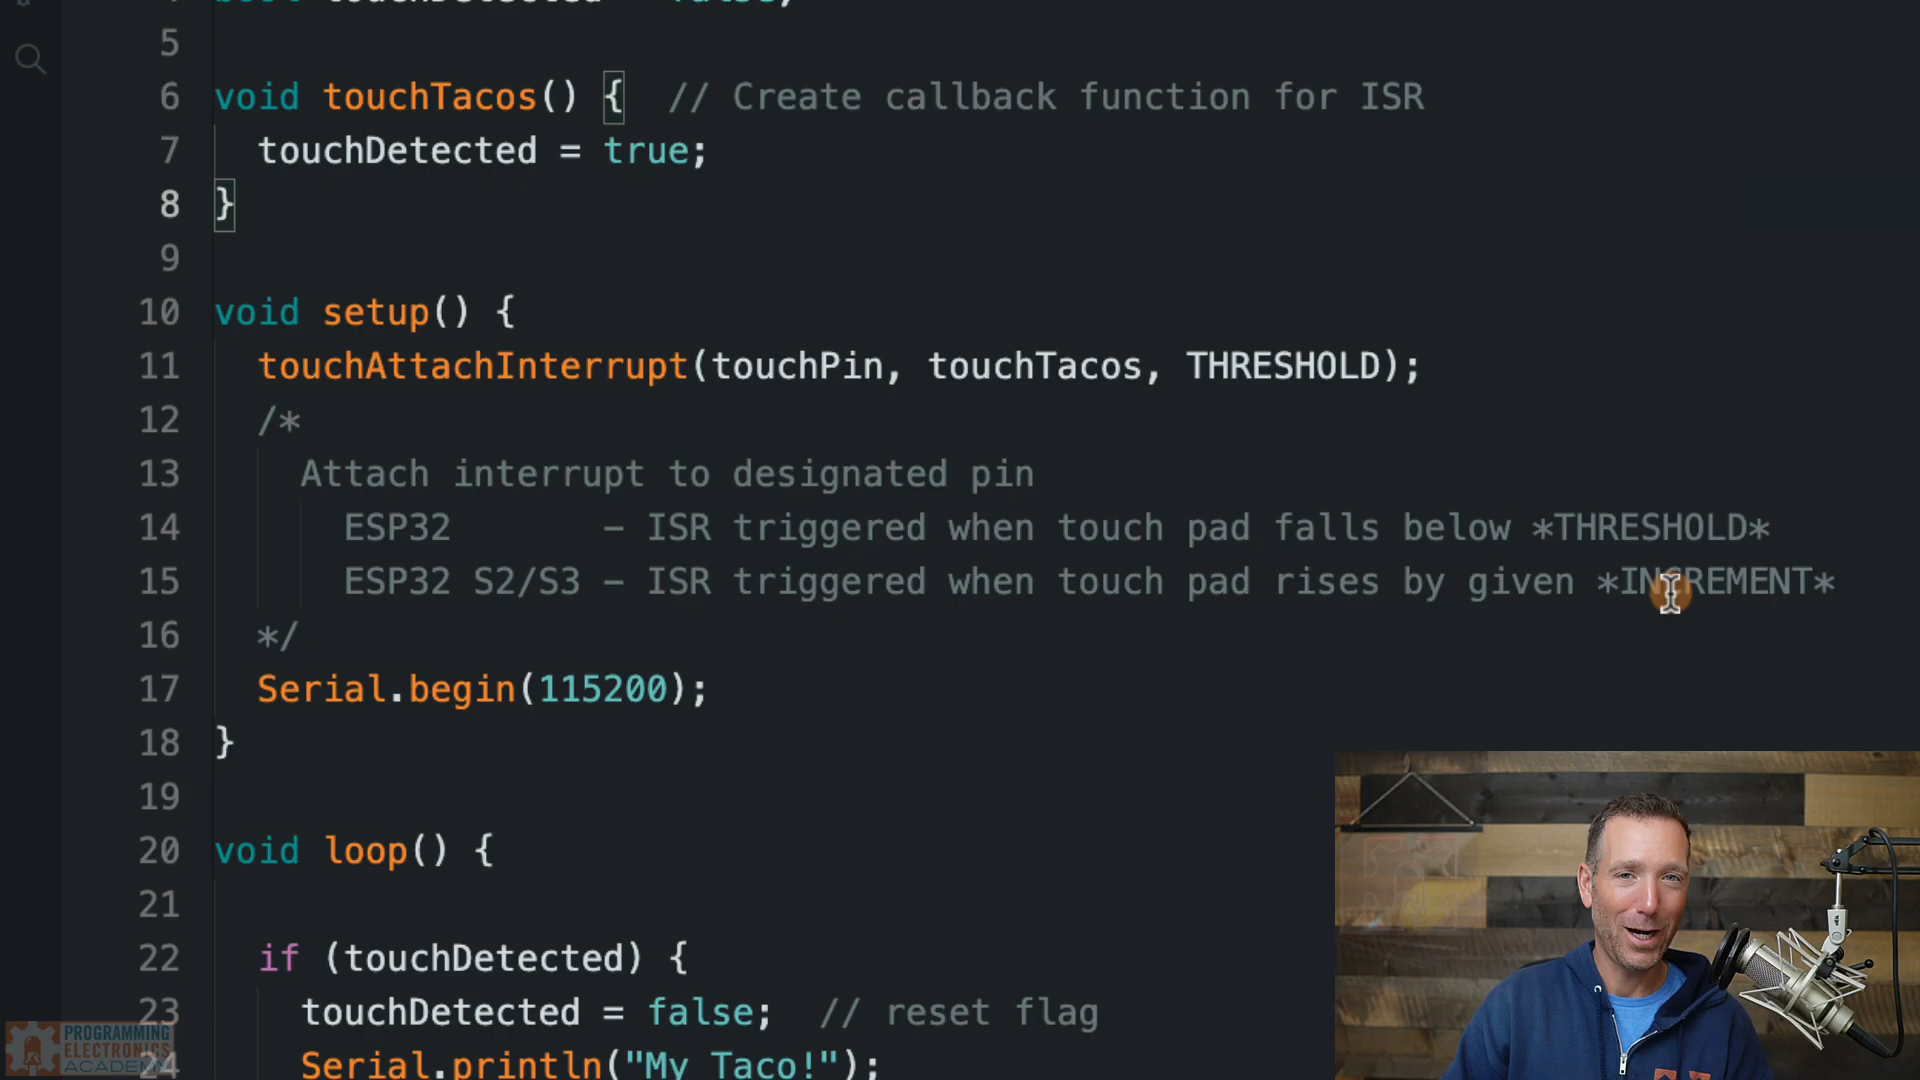 5
6 void touchTacos() { // Create callback function for ISR
7 touchDetected = true;
8 }
9
10 void setup() {
11 touchAttachInterrupt(touchPin, touchTacos, THRESHOLD);
12 /*
13 Attach interrupt to designated pin
14 ESP32 - ISR triggered when touch pad falls below *THRESHOLD*
15 ESP32 S2/S3 - ISR triggered when touch pad rises by given *INCREMENT*
16 */
17 Serial.begin(115200);
18 }
19
20 void loop() {
21
22 if (touchDetected) {
23 touchDetected = false; // reset flag
24 Serial.println("My Taco!");
PROGRAMMING
ELECTRONICS
ACADEMY